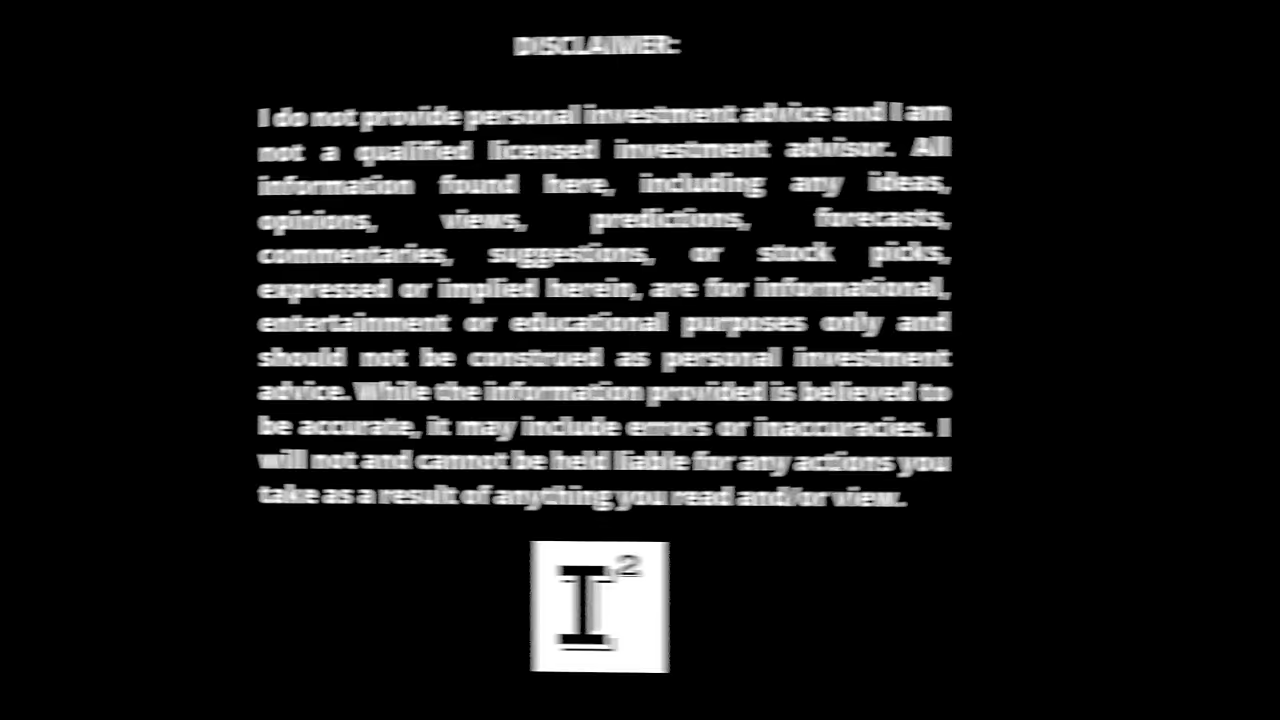 DISCLAIMER:
I do not provide personal investment advice and I am
not a qualified licensed investment advisor. All
information found here, including any ideas,
opinions, views, predictions, forecasts,
commentaries, suggestions, or stock picks,
expressed or implied herein, are for informational,
entertainment or educational purposes only and
should not be construed as personal investment
advice. While the information provided is believed to
be accurate, it may include errors or inaccuracies. I
will not and cannot be held liable for any actions you
take as a result of anything you read and/or view.
I²